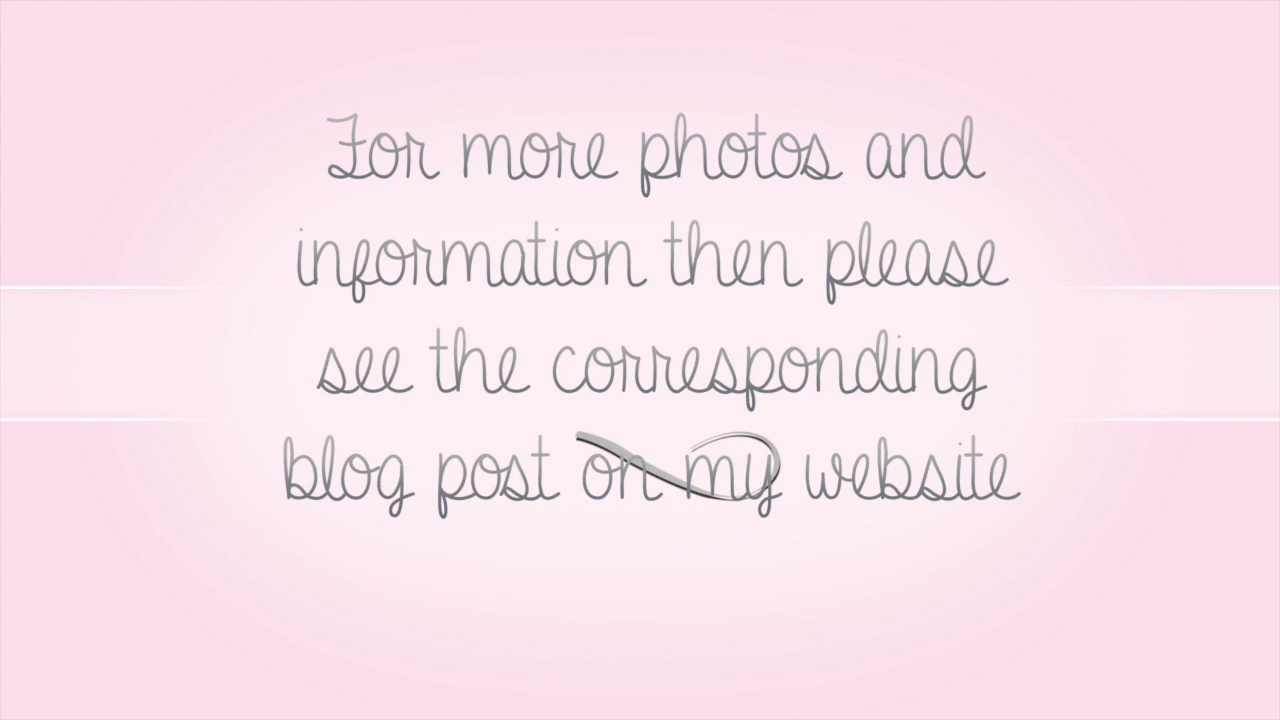 For more photos and
information then please
see the corresponding
blog post on my website